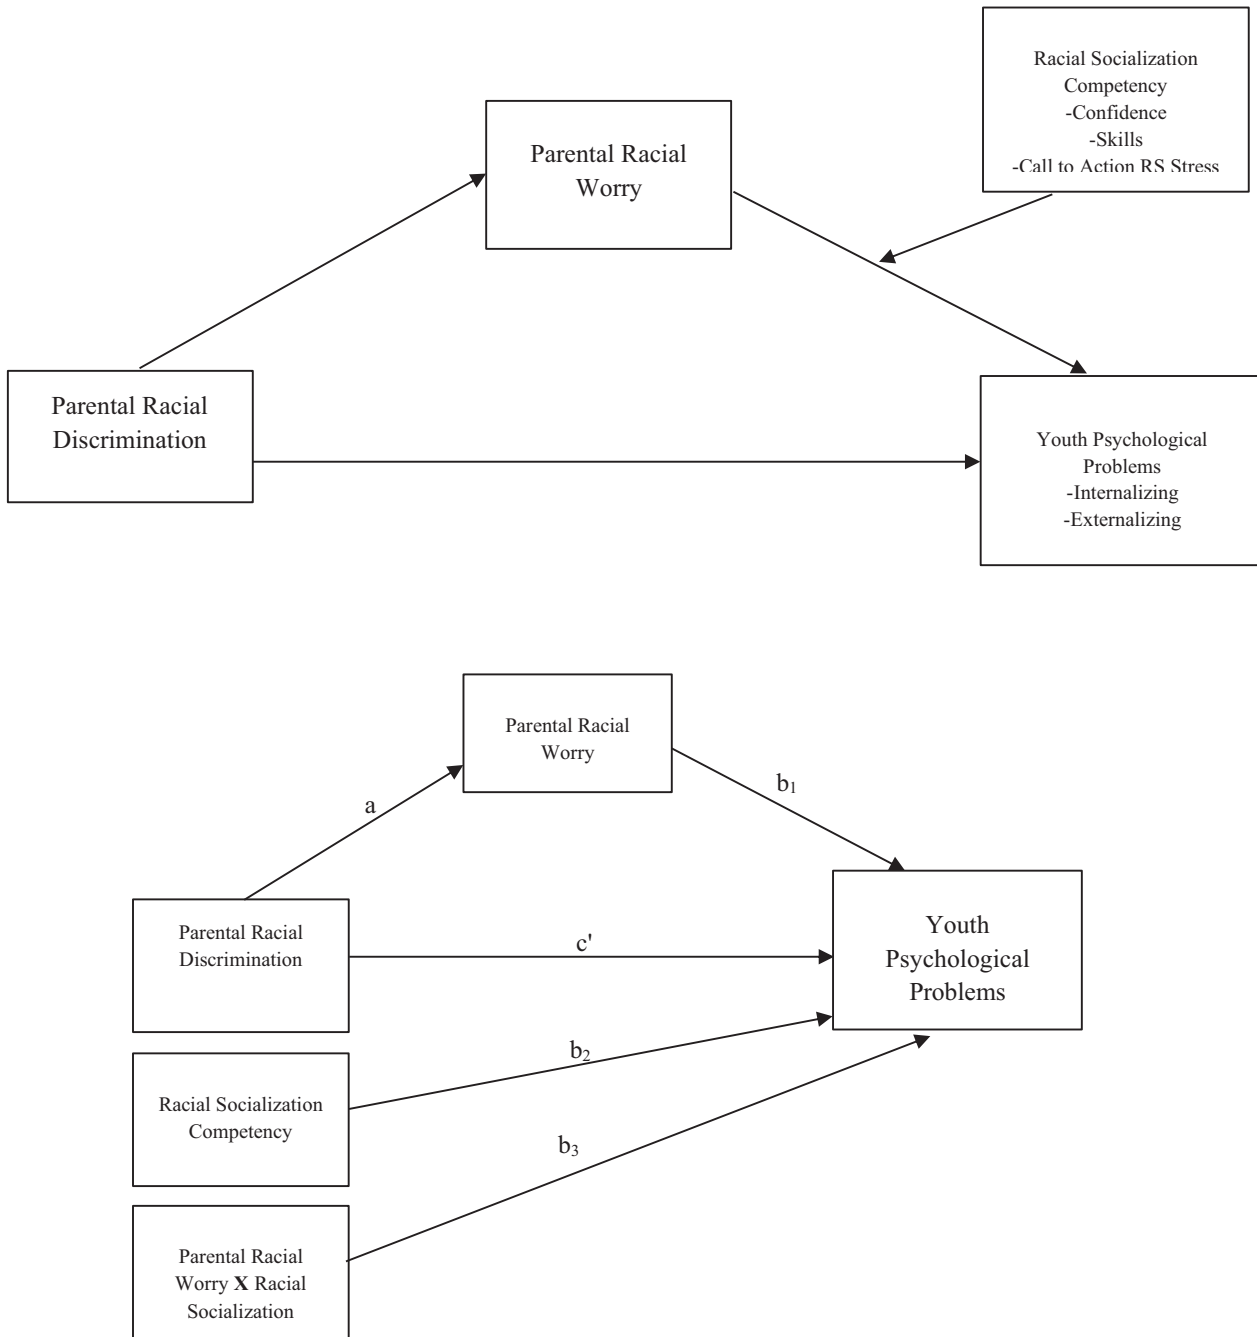 Racial Socialization
Competency
-Confidence
-Skills
-Call to Action RS Stress
Parental Racial
Worry
Parental Racial
Discrimination
Youth Psychological
Problems
-Internalizing
-Externalizing
Parental Racial
Worry
a
b₁
Parental Racial
Discrimination
c'
Youth
Psychological
Problems
b₂
Racial Socialization
Competency
b₃
Parental Racial
Worry X Racial
Socialization